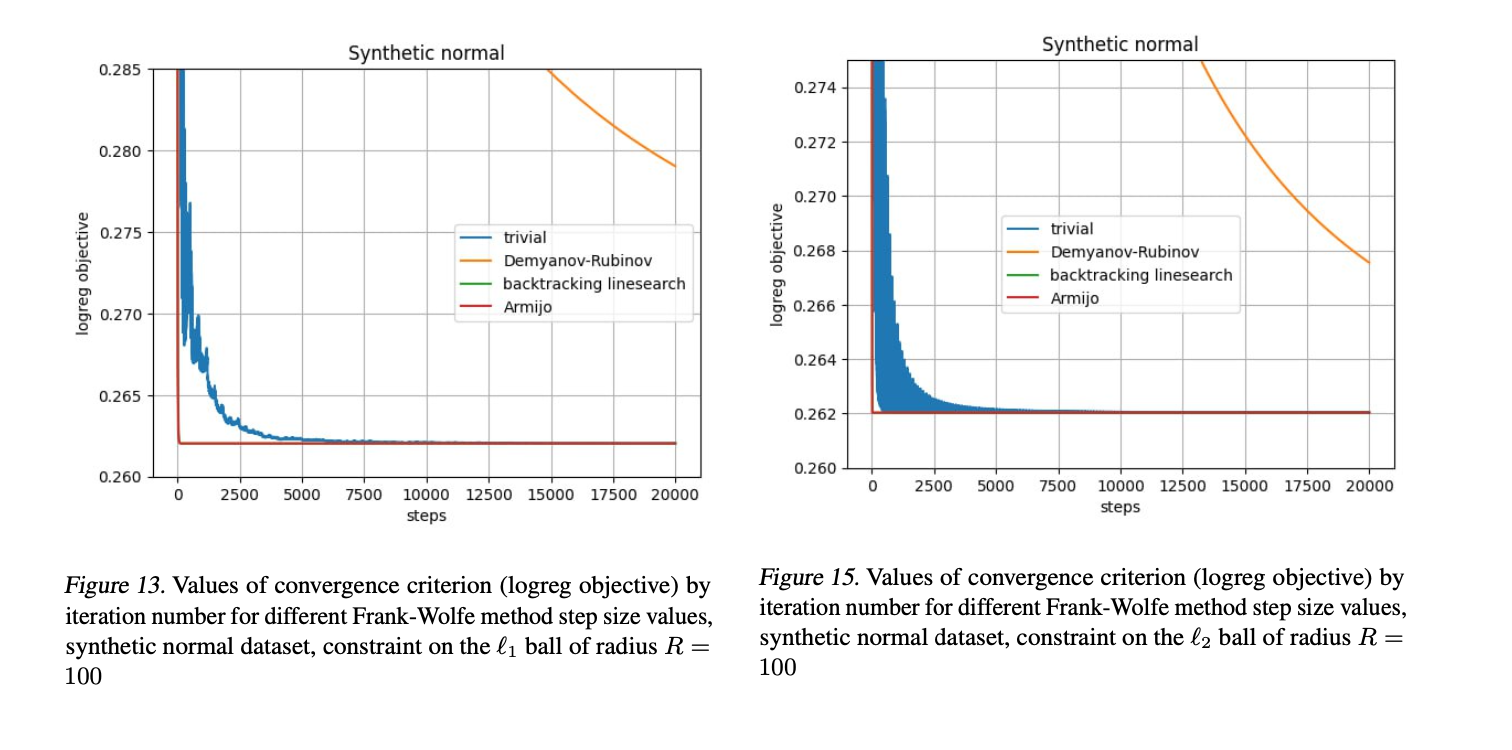 Synthetic normal
0.285
0.280
0.275
0.270
0.265
0.260
logreg objective
trivial
Demyanov-Rubinov
backtracking linesearch
Armijo
0 2500 5000 7500 10000 12500 15000 17500 20000
steps
Figure 13. Values of convergence criterion (logreg objective) by
iteration number for different Frank-Wolfe method step size values,
synthetic normal dataset, constraint on the ℓ₁ ball of radius R =
100
Synthetic normal
0.274
0.272
0.270
0.268
0.266
0.264
0.262
0.260
logreg objective
trivial
Demyanov-Rubinov
backtracking linesearch
Armijo
0 2500 5000 7500 10000 12500 15000 17500 20000
steps
Figure 15. Values of convergence criterion (logreg objective) by
iteration number for different Frank-Wolfe method step size values,
synthetic normal dataset, constraint on the ℓ₂ ball of radius R =
100